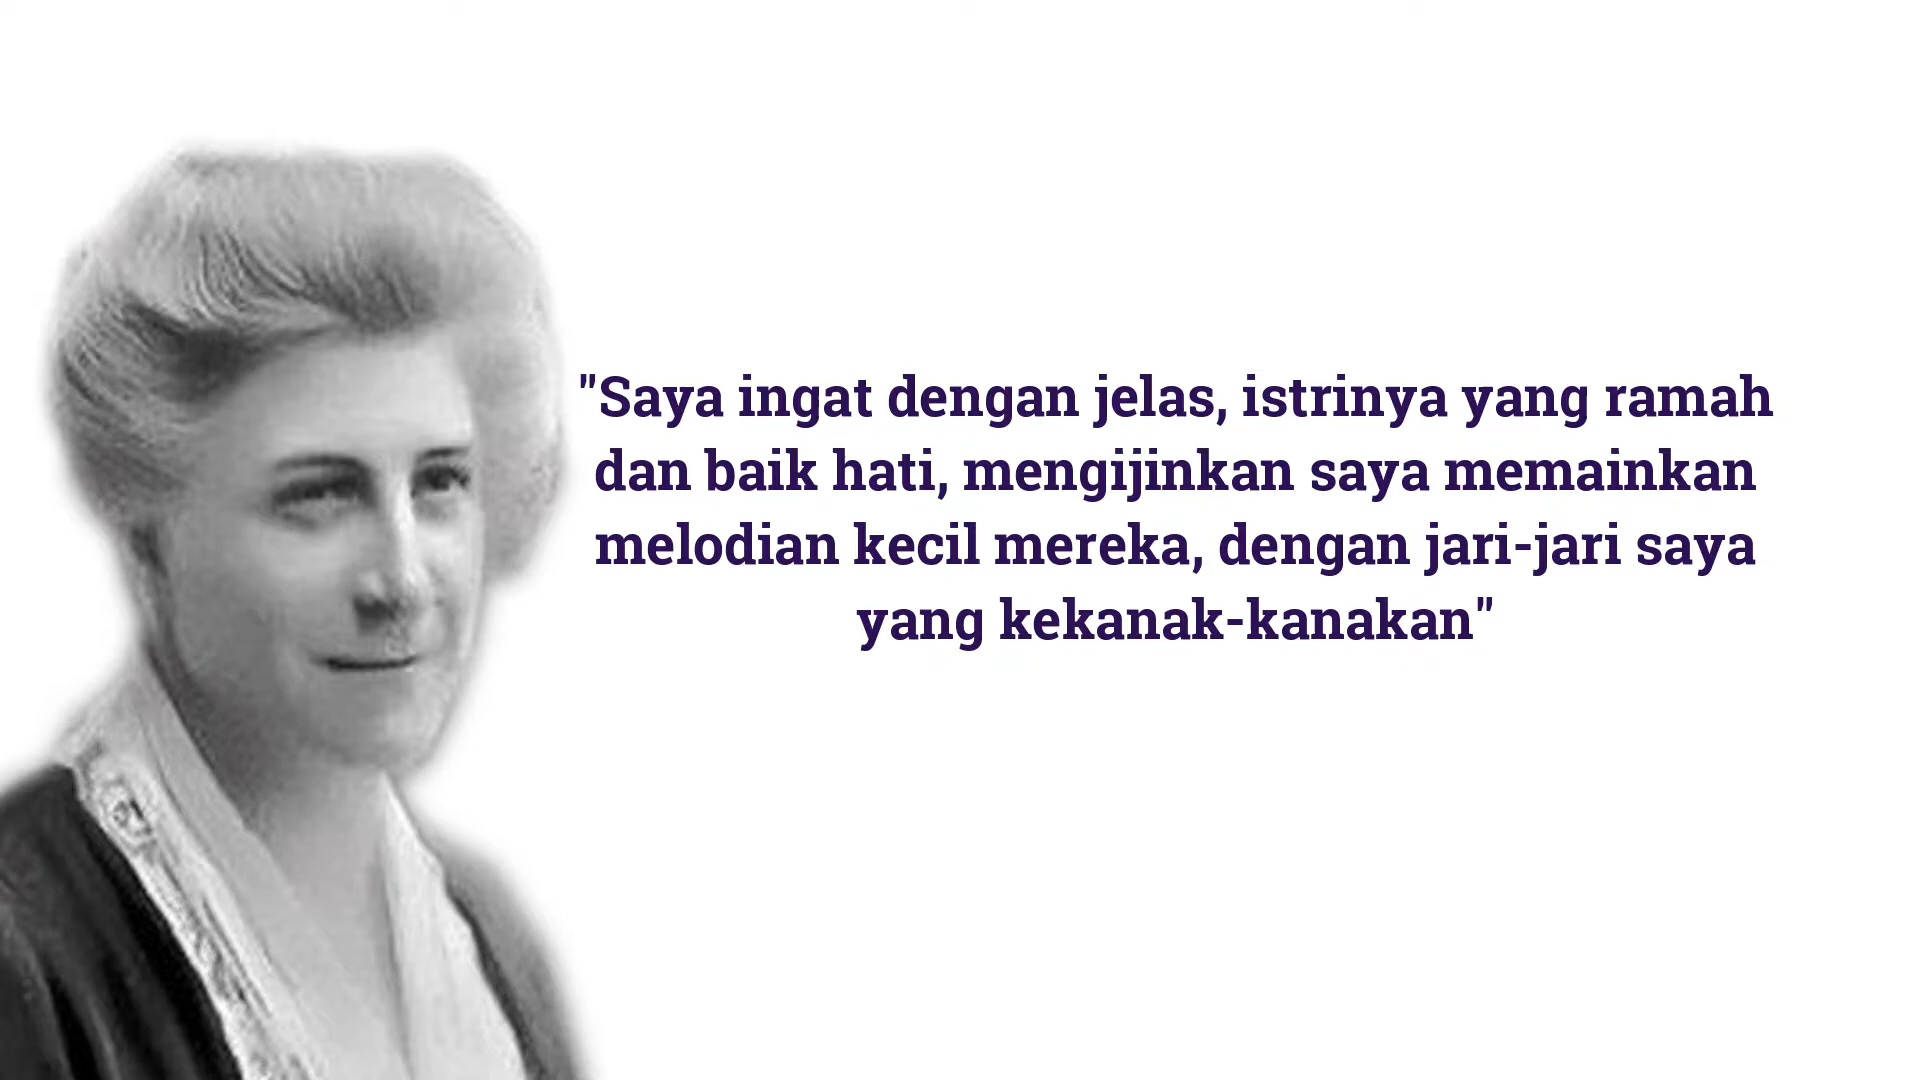 "Saya ingat dengan jelas, istrinya yang ramah
dan baik hati, mengijinkan saya memainkan
melodian kecil mereka, dengan jari-jari saya
yang kekanak-kanakan"